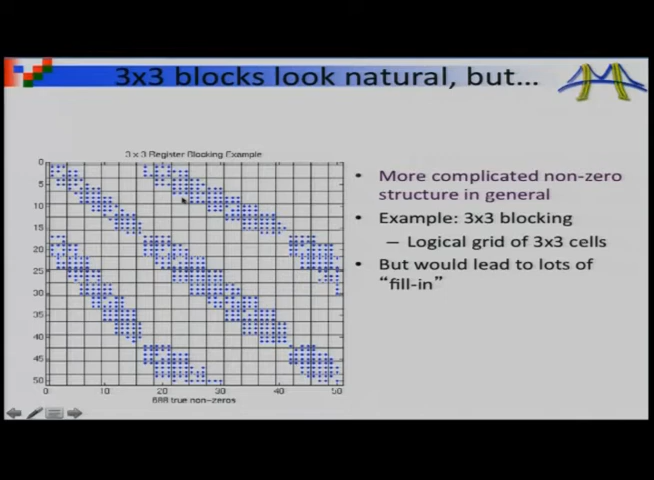 3x3 blocks look natural, but...
3 x 3 Register Blocking Example
0
5
10
15
20
25
30
35
40
45
50
0
10
20
30
40
50
688 true non-zeros
• More complicated non-zero
structure in general
• Example: 3x3 blocking
– Logical grid of 3x3 cells
• But would lead to lots of
“fill-in”